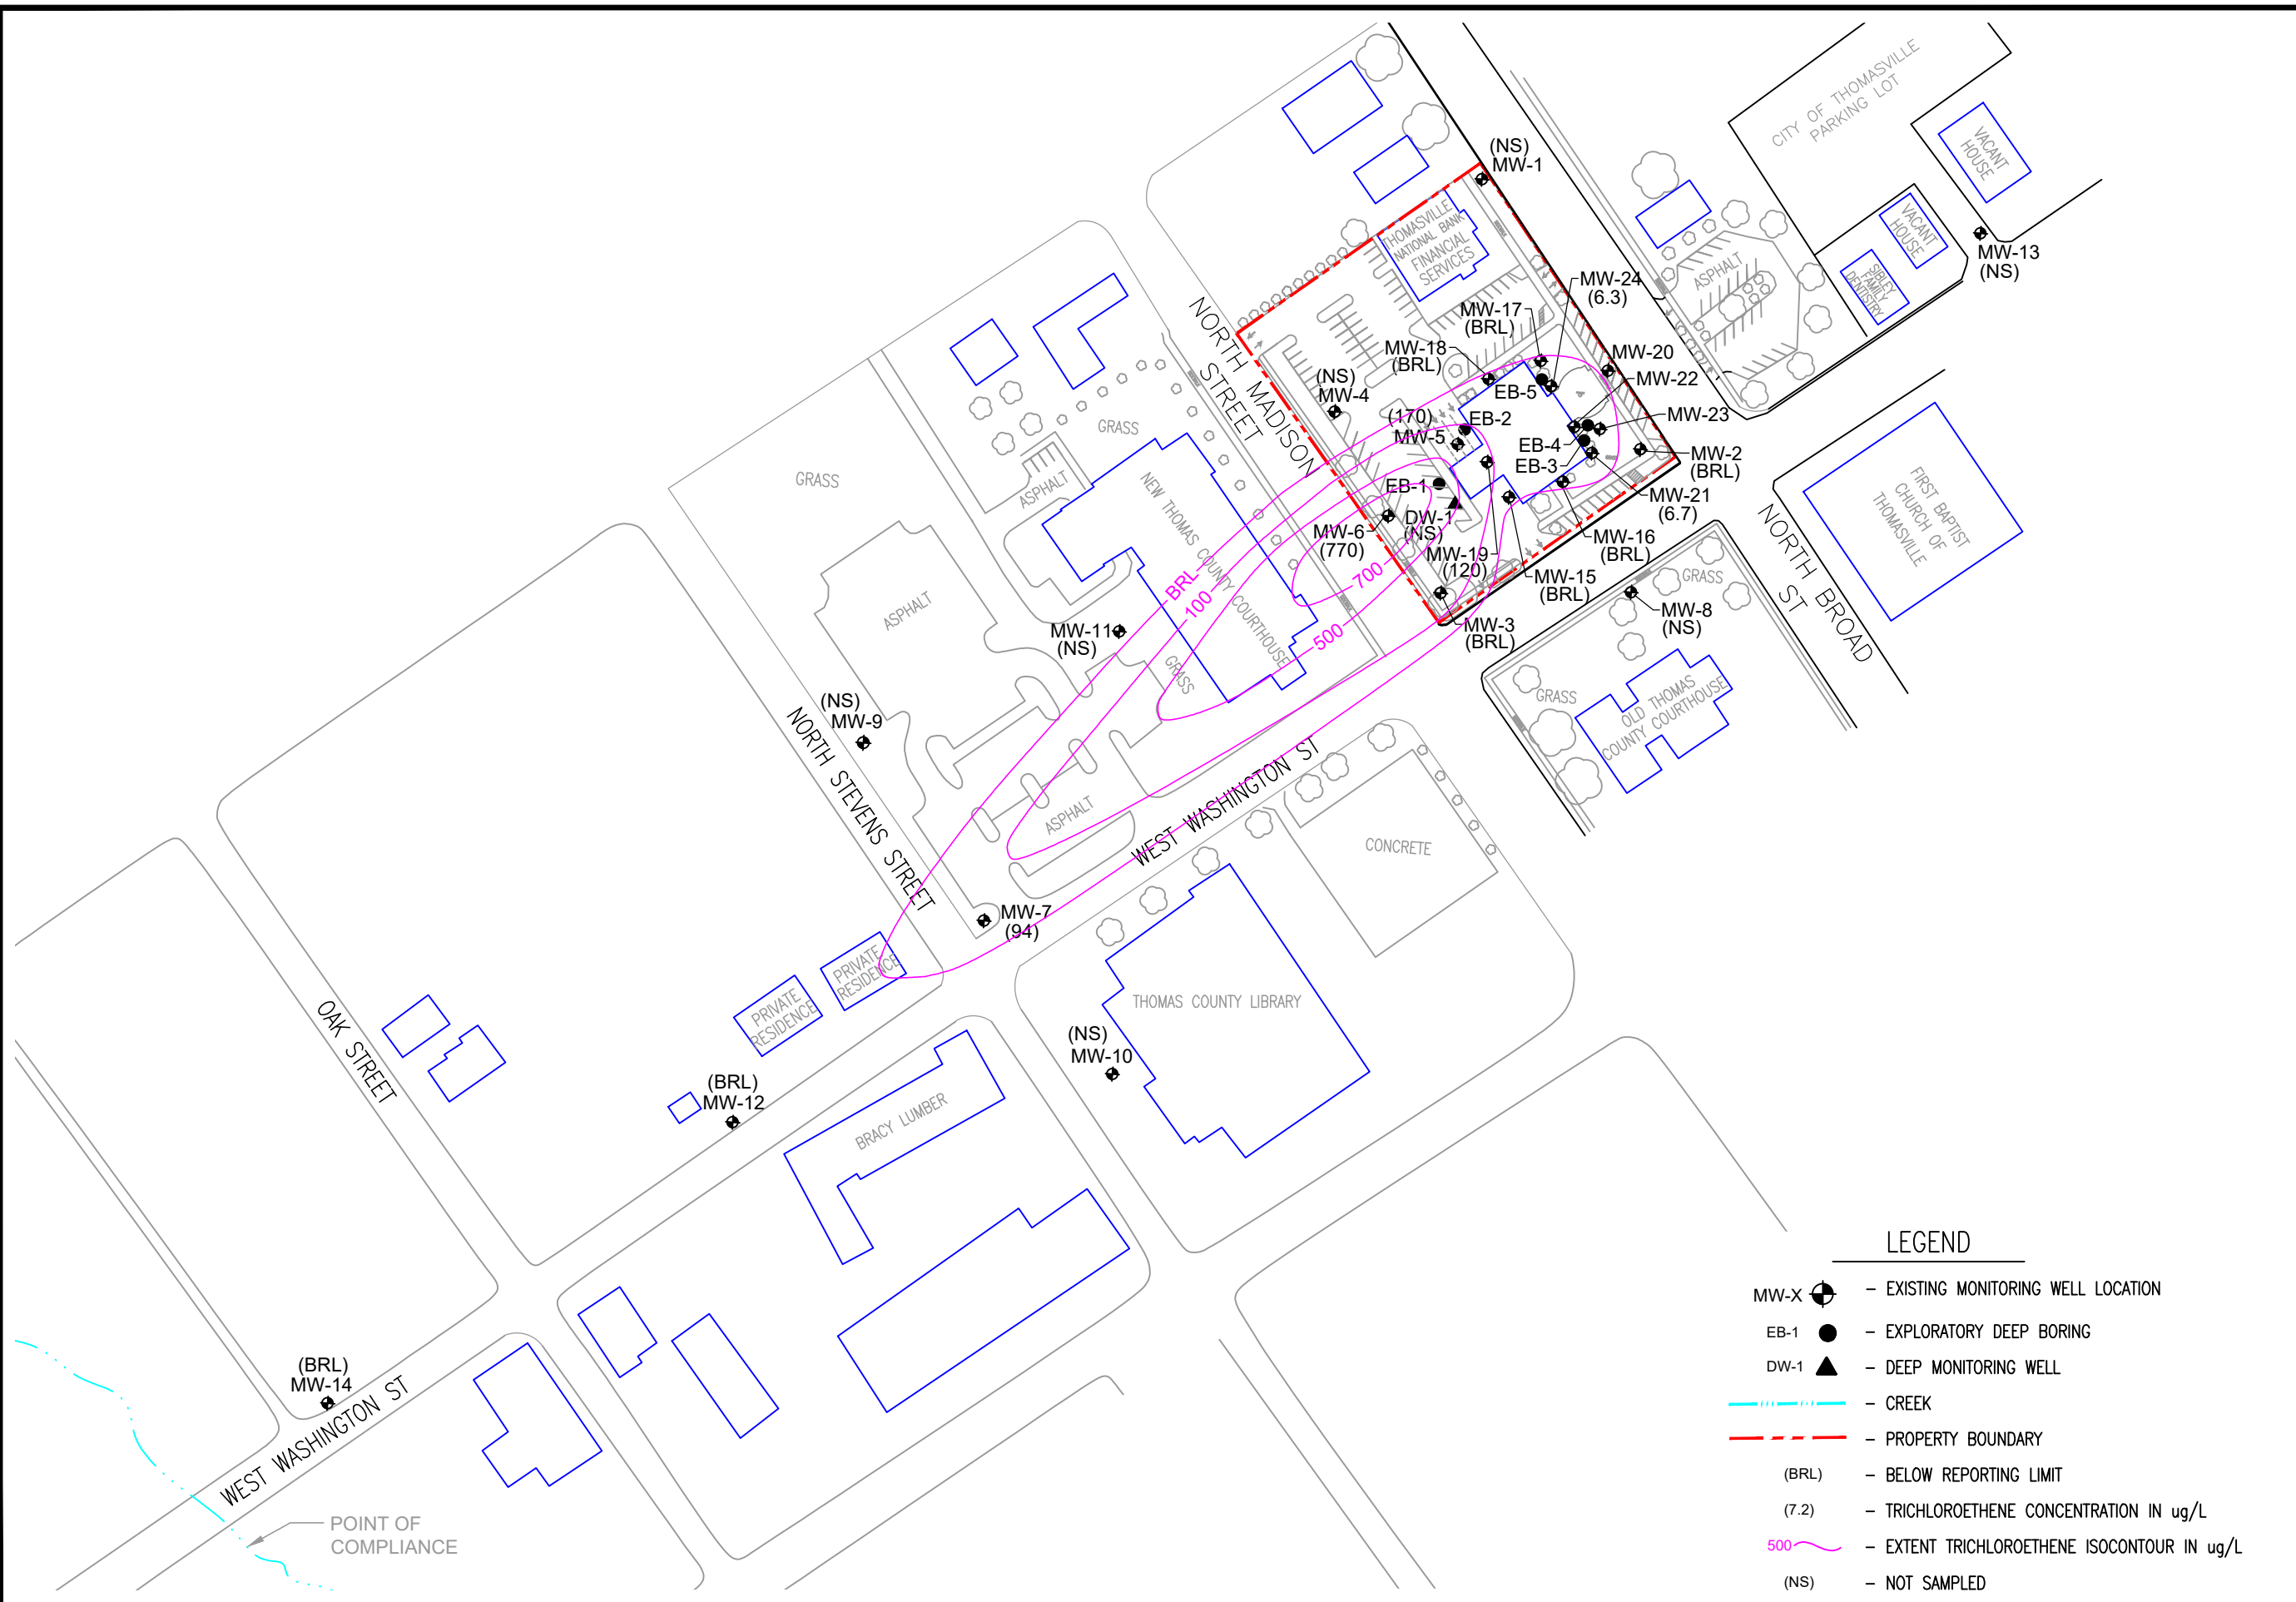 CITY OF THOMASVILLE
PARKING LOT
VACANT
HOUSE
VACANT
HOUSE
SIBLEY
FAMILY
DENTISTRY
MW-13
(NS)
(NS)
MW-1
THOMASVILLE
NATIONAL BANK
FINANCIAL
SERVICES
ASPHALT
MW-24
(6.3)
MW-17
(BRL)
MW-18
(BRL)
MW-20
MW-22
MW-23
EB-5
(NS)
MW-4
(170)
MW-5
EB-2
EB-4
EB-3
MW-2
(BRL)
EB-1
MW-21
(6.7)
MW-6
(770)
DW-1
(NS)
MW-19
(120)
MW-16
(BRL)
MW-15
(BRL)
MW-3
(BRL)
MW-8
(NS)
NORTH MADISON
STREET
NORTH BROAD
ST
FIRST BAPTIST
CHURCH OF
THOMASVILLE
GRASS
GRASS
OLD THOMAS
COUNTY COURTHOUSE
GRASS
GRASS
ASPHALT
ASPHALT
NEW THOMAS COUNTY COURTHOUSE
GRASS
BRL
100
500
700
MW-11
(NS)
(NS)
MW-9
NORTH STEVENS STREET
ASPHALT
WEST WASHINGTON ST
CONCRETE
MW-7
(94)
PRIVATE
RESIDENCE
PRIVATE
RESIDENCE
THOMAS COUNTY LIBRARY
(NS)
MW-10
OAK STREET
(BRL)
MW-12
BRACY LUMBER
(BRL)
MW-14
WEST WASHINGTON ST
POINT OF
COMPLIANCE
LEGEND
MW-X – EXISTING MONITORING WELL LOCATION
EB-1 – EXPLORATORY DEEP BORING
DW-1 – DEEP MONITORING WELL
– CREEK
– PROPERTY BOUNDARY
(BRL) – BELOW REPORTING LIMIT
(7.2) – TRICHLOROETHENE CONCENTRATION IN ug/L
500 – EXTENT TRICHLOROETHENE ISOCONTOUR IN ug/L
(NS) – NOT SAMPLED